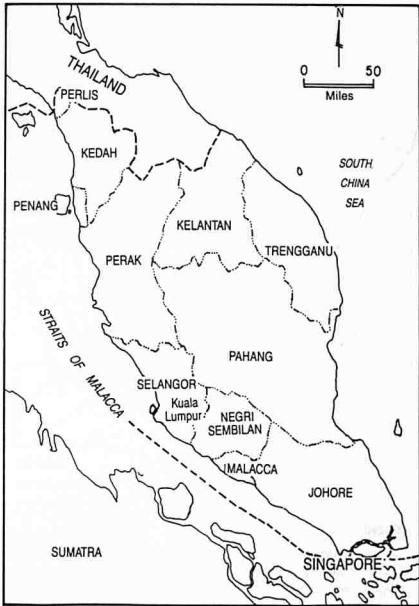 N
0 50
Miles
THAILAND
PERLIS
KEDAH
PENANG
SOUTH
CHINA
SEA
KELANTAN
TRENGGANU
PERAK
STRAITS OF MALACCA
PAHANG
SELANGOR
Kuala
Lumpur
NEGRI
SEMBILAN
MALACCA
JOHORE
SUMATRA
SINGAPORE